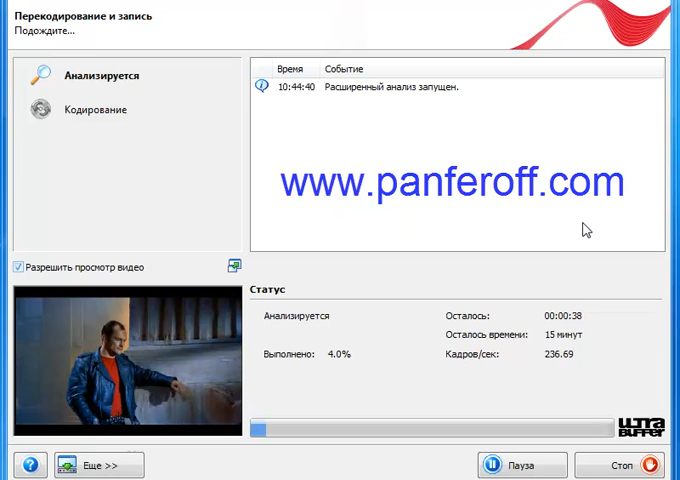 Перекодирование и запись
Подождите...
Анализируется
Кодирование
Время Событие
10:44:40 Расширенный анализ запущен.
www.panferoff.com
Разрешить просмотр видео
Статус
Анализируется
Осталось: 00:00:38
Осталось времени: 15 минут
Выполнено: 4.0%
Кадров/сек: 236.69
ULTRA
BUFFER
? Еще >>
Пауза
Стоп